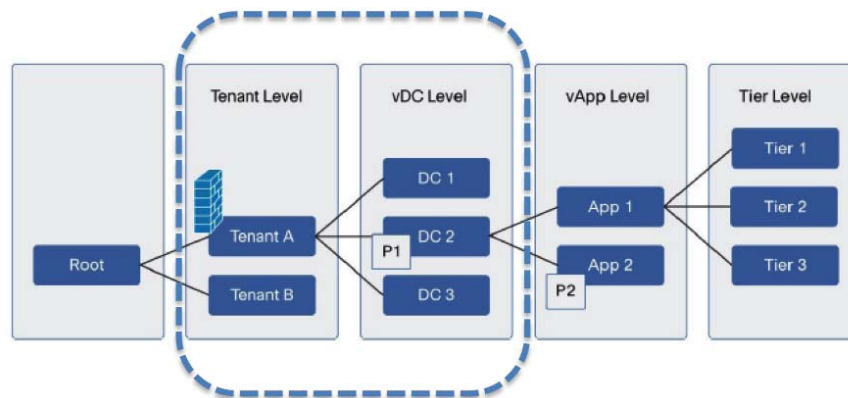 Tenant Level
vDC Level
vApp Level
Tier Level
Root
Tenant A
Tenant B
DC 1
DC 2
P1
DC 3
App 1
App 2
P2
Tier 1
Tier 2
Tier 3